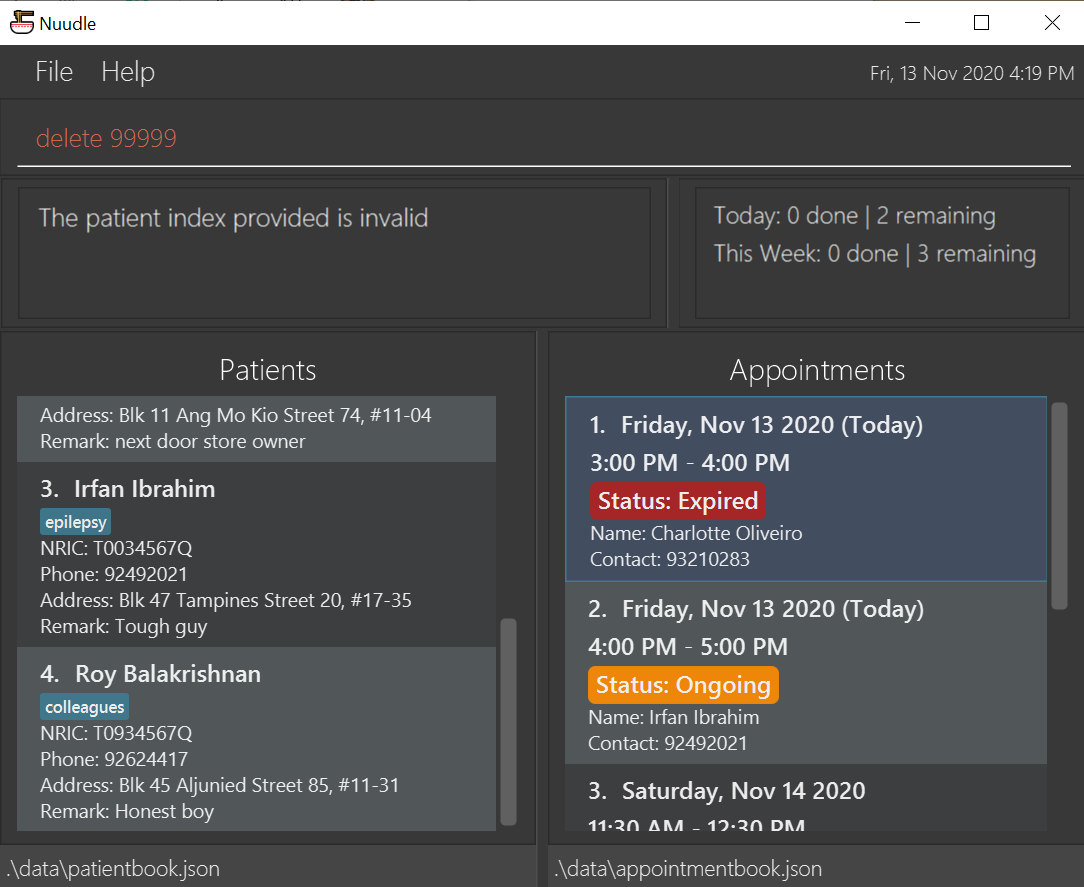 Nuudle
File Help
Fri, 13 Nov 2020 4:19 PM
delete 99999
The patient index provided is invalid
Today: 0 done | 2 remaining
This Week: 0 done | 3 remaining
Patients
Address: Blk 11 Ang Mo Kio Street 74, #11-04
Remark: next door store owner
3. Irfan Ibrahim
epilepsy
NRIC: T0034567Q
Phone: 92492021
Address: Blk 47 Tampines Street 20, #17-35
Remark: Tough guy
4. Roy Balakrishnan
colleagues
NRIC: T0934567Q
Phone: 92624417
Address: Blk 45 Aljunied Street 85, #11-31
Remark: Honest boy
Appointments
1. Friday, Nov 13 2020 (Today)
3:00 PM - 4:00 PM
Status: Expired
Name: Charlotte Oliveiro
Contact: 93210283
2. Friday, Nov 13 2020 (Today)
4:00 PM - 5:00 PM
Status: Ongoing
Name: Irfan Ibrahim
Contact: 92492021
3. Saturday, Nov 14 2020
11:30 AM - 12:30 PM
.\data\patientbook.json
.\data\appointmentbook.json